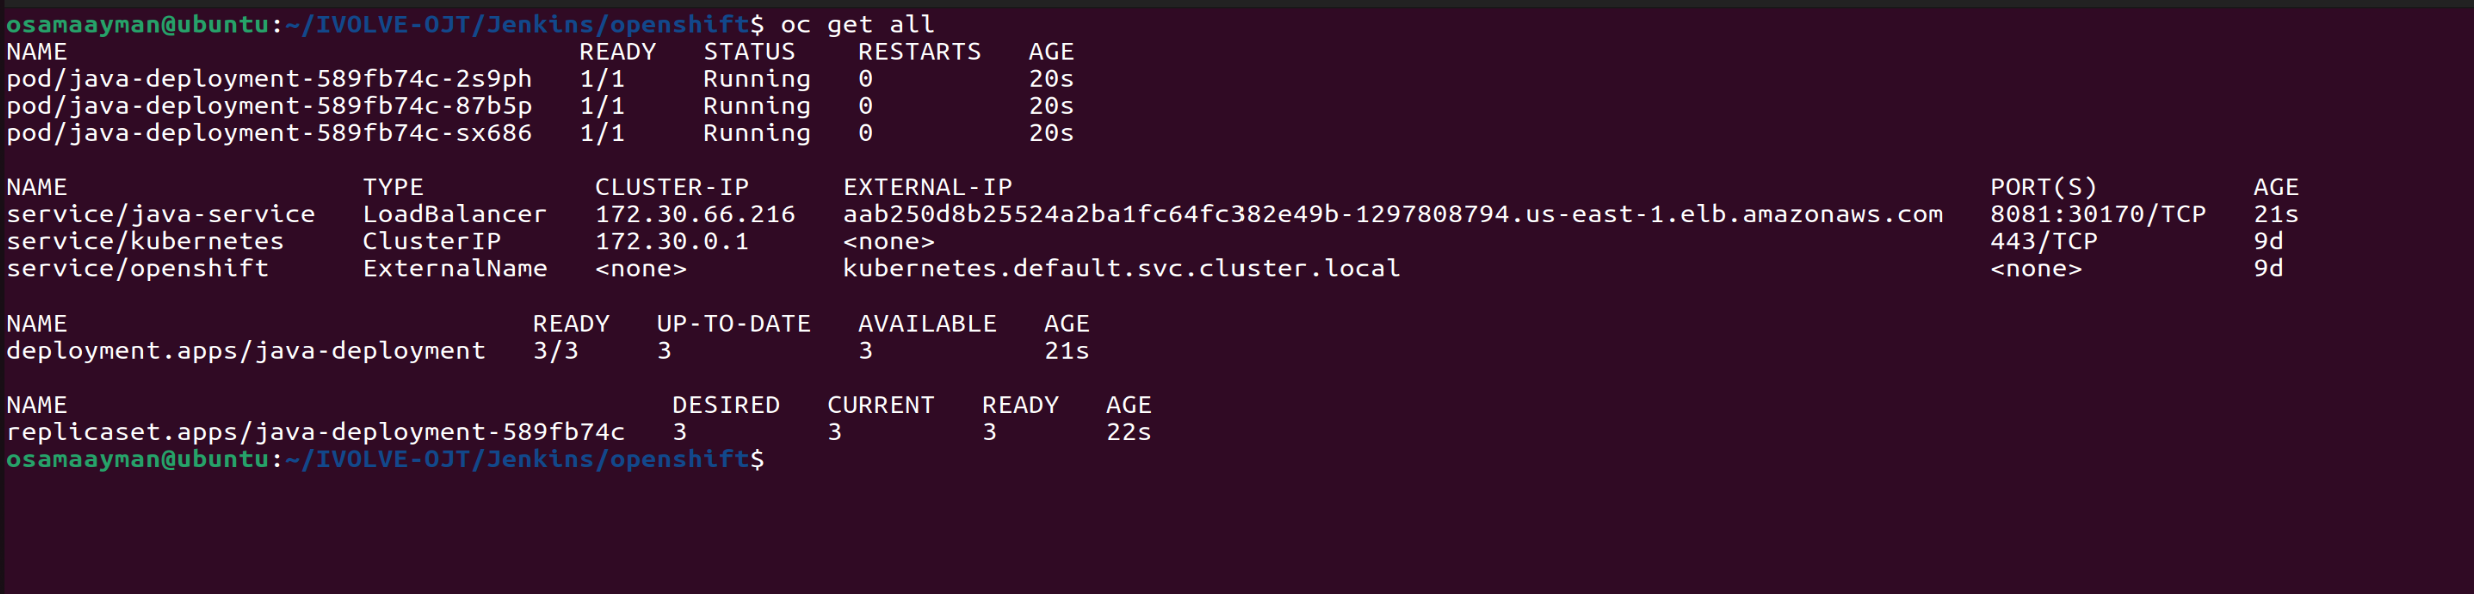 osamaayman@ubuntu:~/IVOLVE-OJT/Jenkins/openshift$ oc get all
NAME                                 READY   STATUS    RESTARTS   AGE
pod/java-deployment-589fb74c-2s9ph   1/1     Running   0          20s
pod/java-deployment-589fb74c-87b5p   1/1     Running   0          20s
pod/java-deployment-589fb74c-sx686   1/1     Running   0          20s
NAME                   TYPE           CLUSTER-IP      EXTERNAL-IP                                                               PORT(S)          AGE
service/java-service   LoadBalancer   172.30.66.216   aab250d8b25524a2ba1fc64fc382e49b-1297808794.us-east-1.elb.amazonaws.com   8081:30170/TCP   21s
service/kubernetes     ClusterIP      172.30.0.1      <none>                                                                    443/TCP          9d
service/openshift      ExternalName   <none>          kubernetes.default.svc.cluster.local                                      <none>           9d
NAME                              READY   UP-TO-DATE   AVAILABLE   AGE
deployment.apps/java-deployment   3/3     3            3           21s
NAME                                       DESIRED   CURRENT   READY   AGE
replicaset.apps/java-deployment-589fb74c   3         3         3       22s
osamaayman@ubuntu:~/IVOLVE-OJT/Jenkins/openshift$